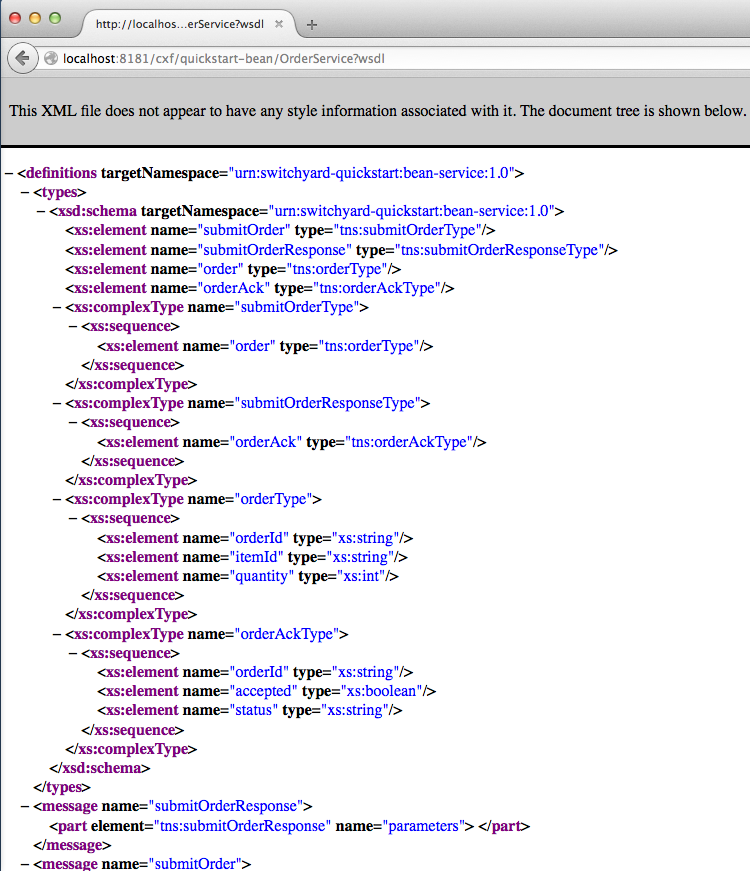 http://localhos...erService?wsdl
localhost:8181/cxf/quickstart-bean/OrderService?wsdl
This XML file does not appear to have any style information associated with it. The document tree is shown below.
– <definitions targetNamespace="urn:switchyard-quickstart:bean-service:1.0">
– <types>
– <xsd:schema targetNamespace="urn:switchyard-quickstart:bean-service:1.0">
<xs:element name="submitOrder" type="tns:submitOrderType"/>
<xs:element name="submitOrderResponse" type="tns:submitOrderResponseType"/>
<xs:element name="order" type="tns:orderType"/>
<xs:element name="orderAck" type="tns:orderAckType"/>
– <xs:complexType name="submitOrderType">
– <xs:sequence>
<xs:element name="order" type="tns:orderType"/>
</xs:sequence>
</xs:complexType>
– <xs:complexType name="submitOrderResponseType">
– <xs:sequence>
<xs:element name="orderAck" type="tns:orderAckType"/>
</xs:sequence>
</xs:complexType>
– <xs:complexType name="orderType">
– <xs:sequence>
<xs:element name="orderId" type="xs:string"/>
<xs:element name="itemId" type="xs:string"/>
<xs:element name="quantity" type="xs:int"/>
</xs:sequence>
</xs:complexType>
– <xs:complexType name="orderAckType">
– <xs:sequence>
<xs:element name="orderId" type="xs:string"/>
<xs:element name="accepted" type="xs:boolean"/>
<xs:element name="status" type="xs:string"/>
</xs:sequence>
</xs:complexType>
</xsd:schema>
</types>
– <message name="submitOrderResponse">
<part element="tns:submitOrderResponse" name="parameters"> </part>
</message>
– <message name="submitOrder">